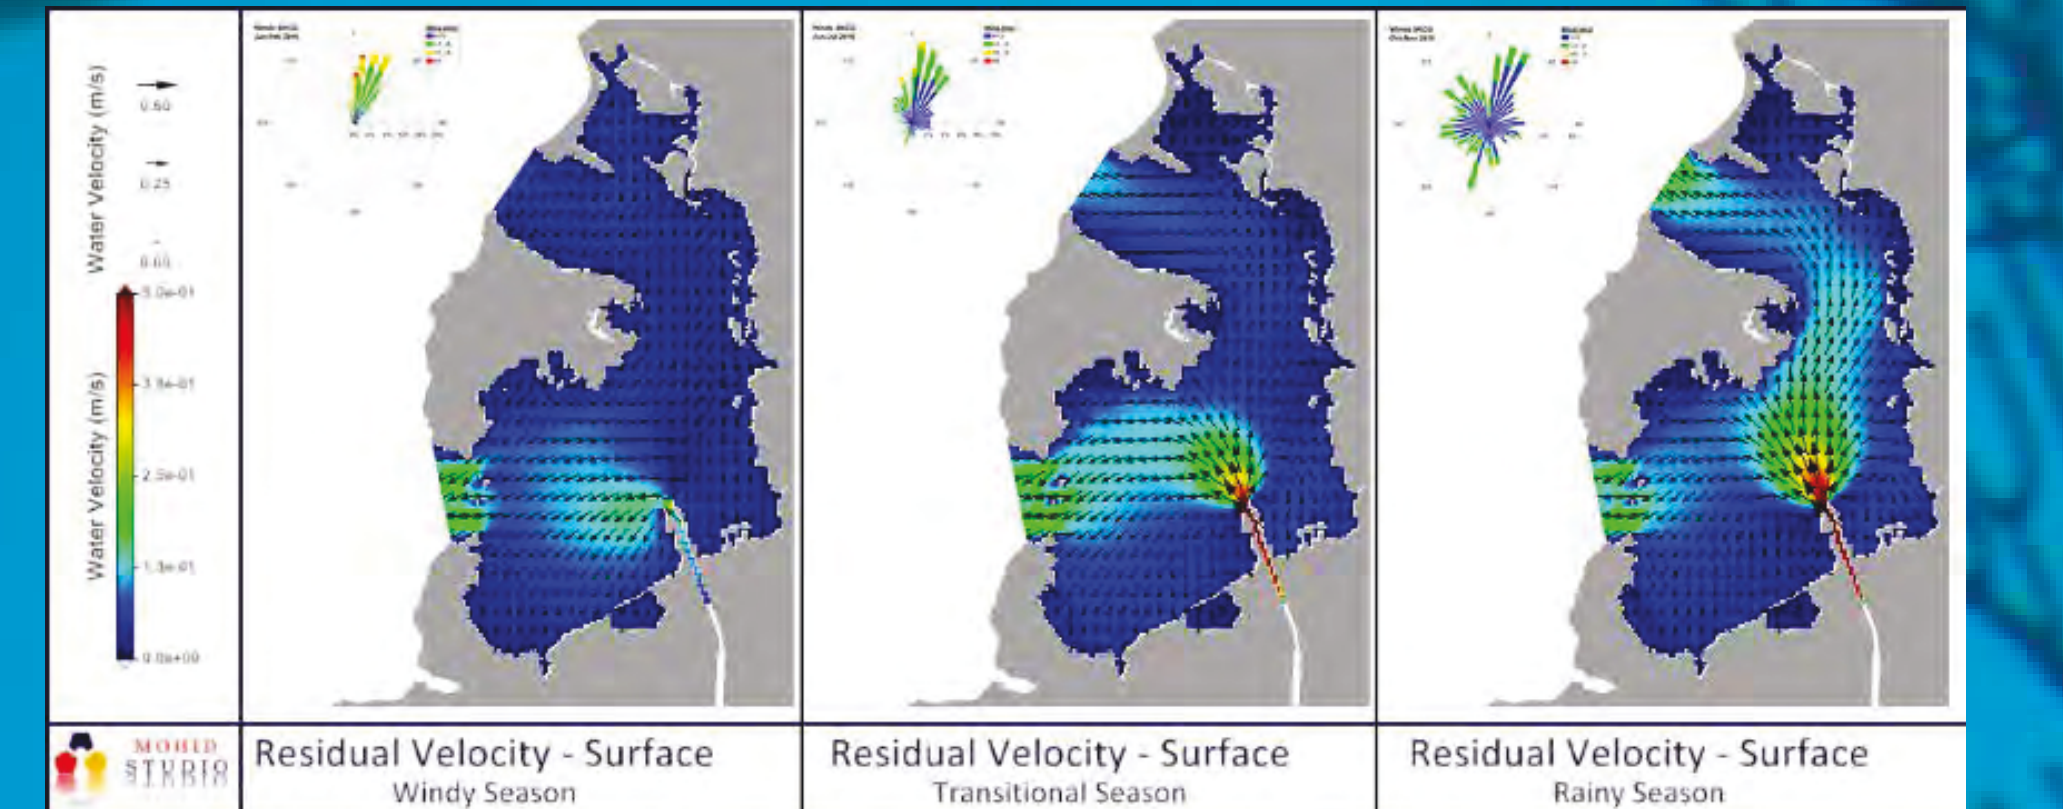 Water Velocity (m/s)
0.50
0.25
0.00
Water Velocity (m/s)
5.0e-01
3.8e-01
2.5e-01
1.3e-01
0.0e+00
MOHID
STUDIO
Residual Velocity - Surface
Windy Season
Residual Velocity - Surface
Transitional Season
Residual Velocity - Surface
Rainy Season